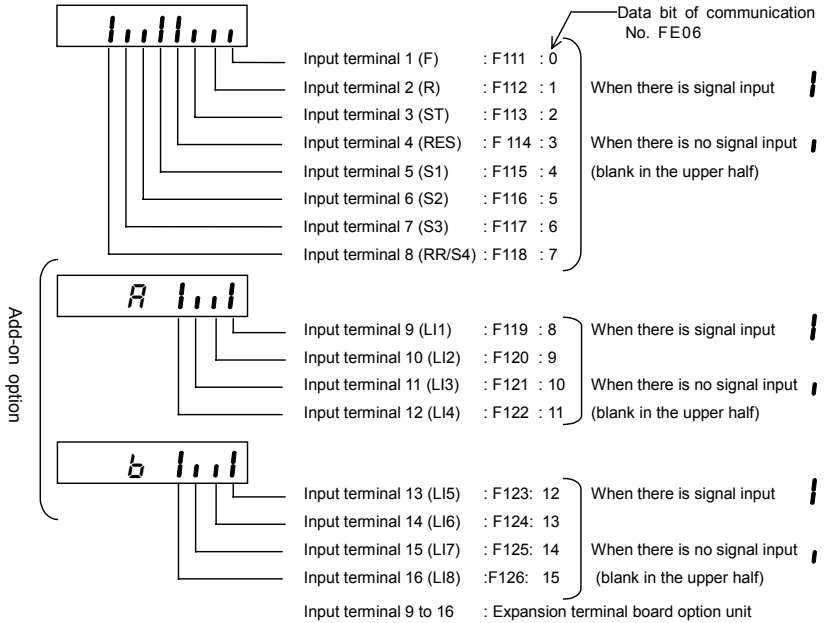 Data bit of communication
No. FE06
Input terminal 1 (F) : F111 : 0
Input terminal 2 (R) : F112 : 1 When there is signal input
Input terminal 3 (ST) : F113 : 2
Input terminal 4 (RES) : F 114 : 3 When there is no signal input
Input terminal 5 (S1) : F115 : 4 (blank in the upper half)
Input terminal 6 (S2) : F116 : 5
Input terminal 7 (S3) : F117 : 6
Input terminal 8 (RR/S4) : F118 : 7
Add-on option
A
Input terminal 9 (LI1) : F119 : 8 When there is signal input
Input terminal 10 (LI2) : F120 : 9
Input terminal 11 (LI3) : F121 : 10 When there is no signal input
Input terminal 12 (LI4) : F122 : 11 (blank in the upper half)
b
Input terminal 13 (LI5) : F123: 12 When there is signal input
Input terminal 14 (LI6) : F124: 13
Input terminal 15 (LI7) : F125: 14 When there is no signal input
Input terminal 16 (LI8) :F126: 15 (blank in the upper half)
Input terminal 9 to 16 : Expansion terminal board option unit